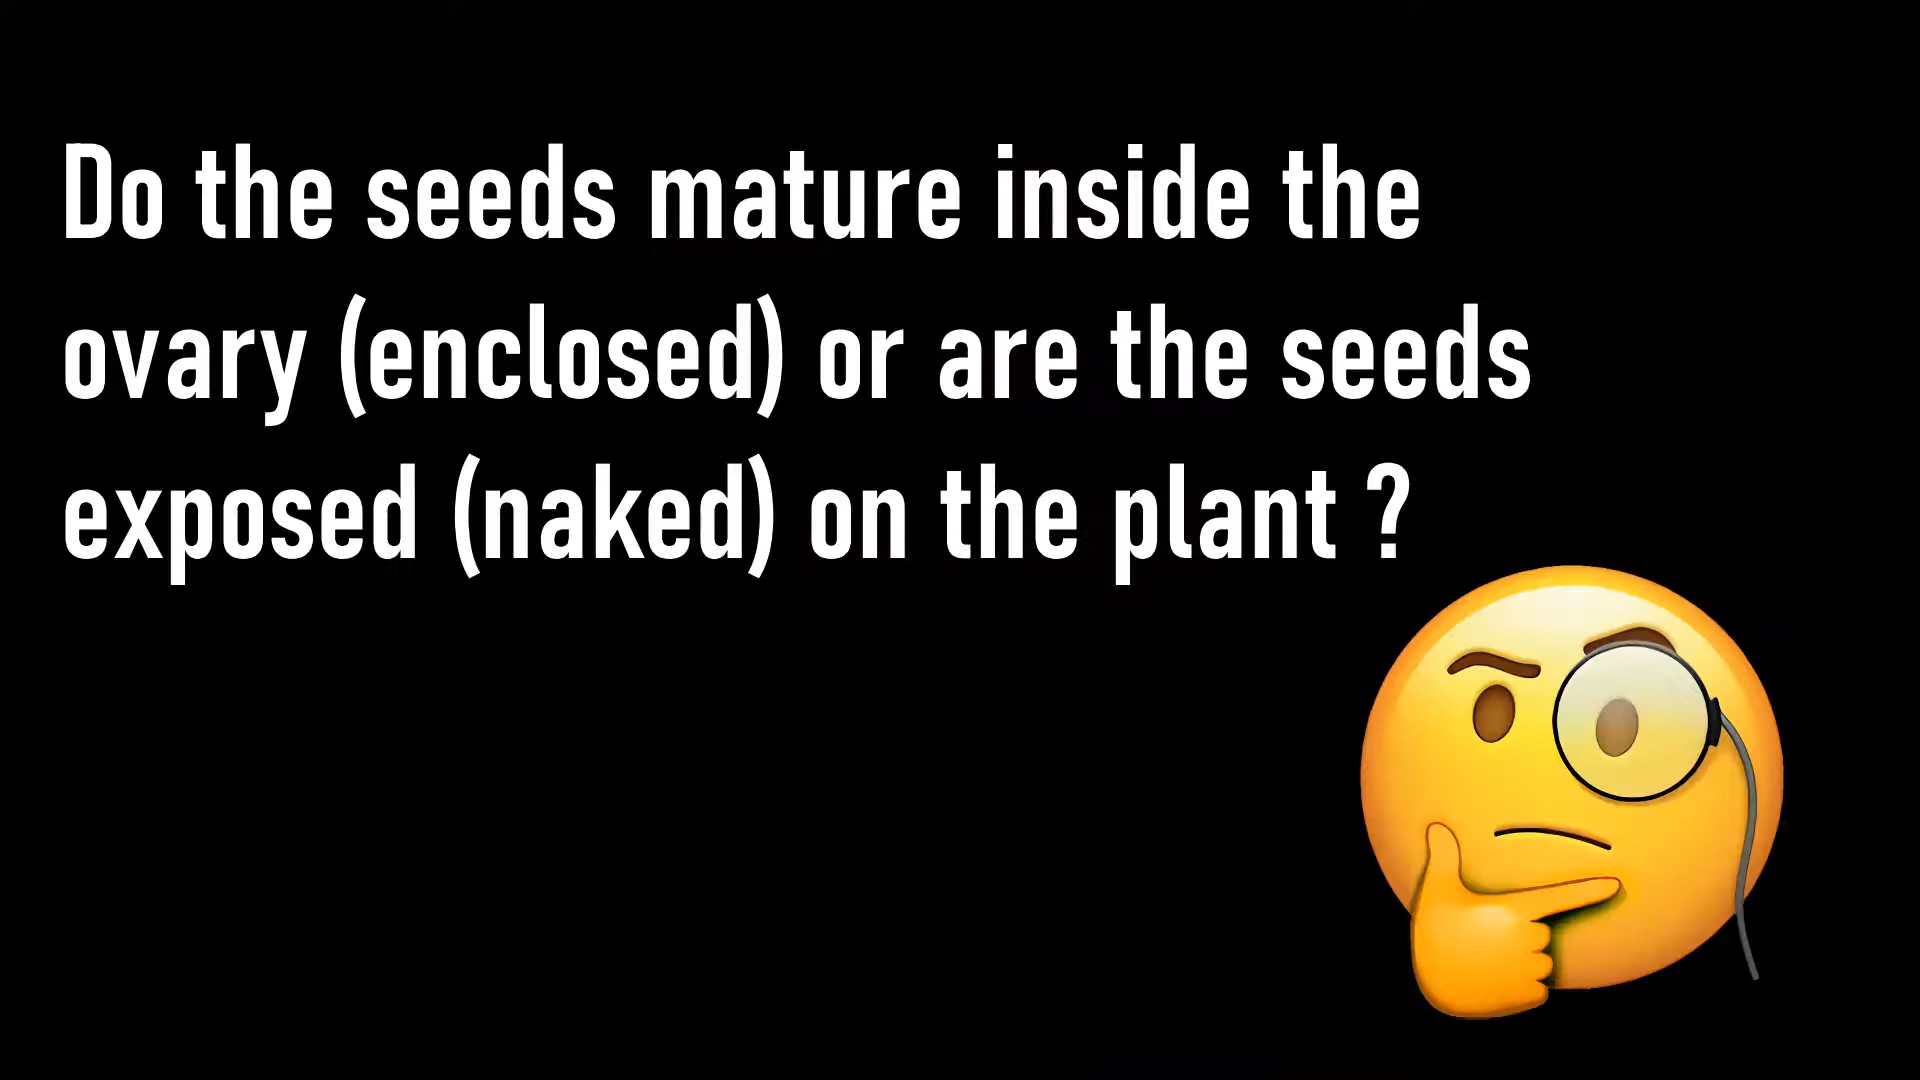 Do the seeds mature inside the
ovary (enclosed) or are the seeds
exposed (naked) on the plant ?